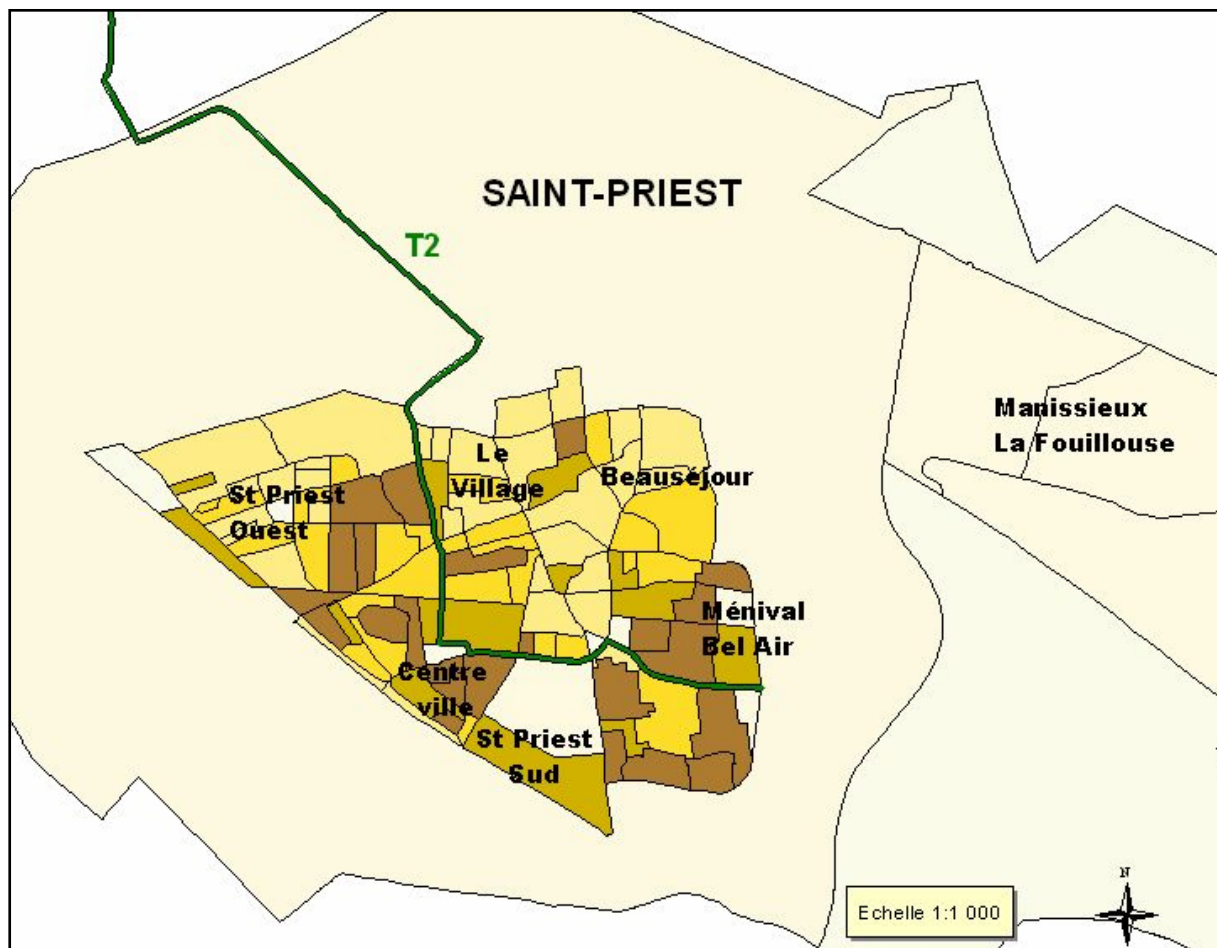 SAINT-PRIEST
T2
Manissieux
La Fouillouse
Le
Village
Beauséjour
St Priest
Ouest
Ménival
Bel Air
Centre
ville
St Priest
Sud
N
Echelle 1:1 000